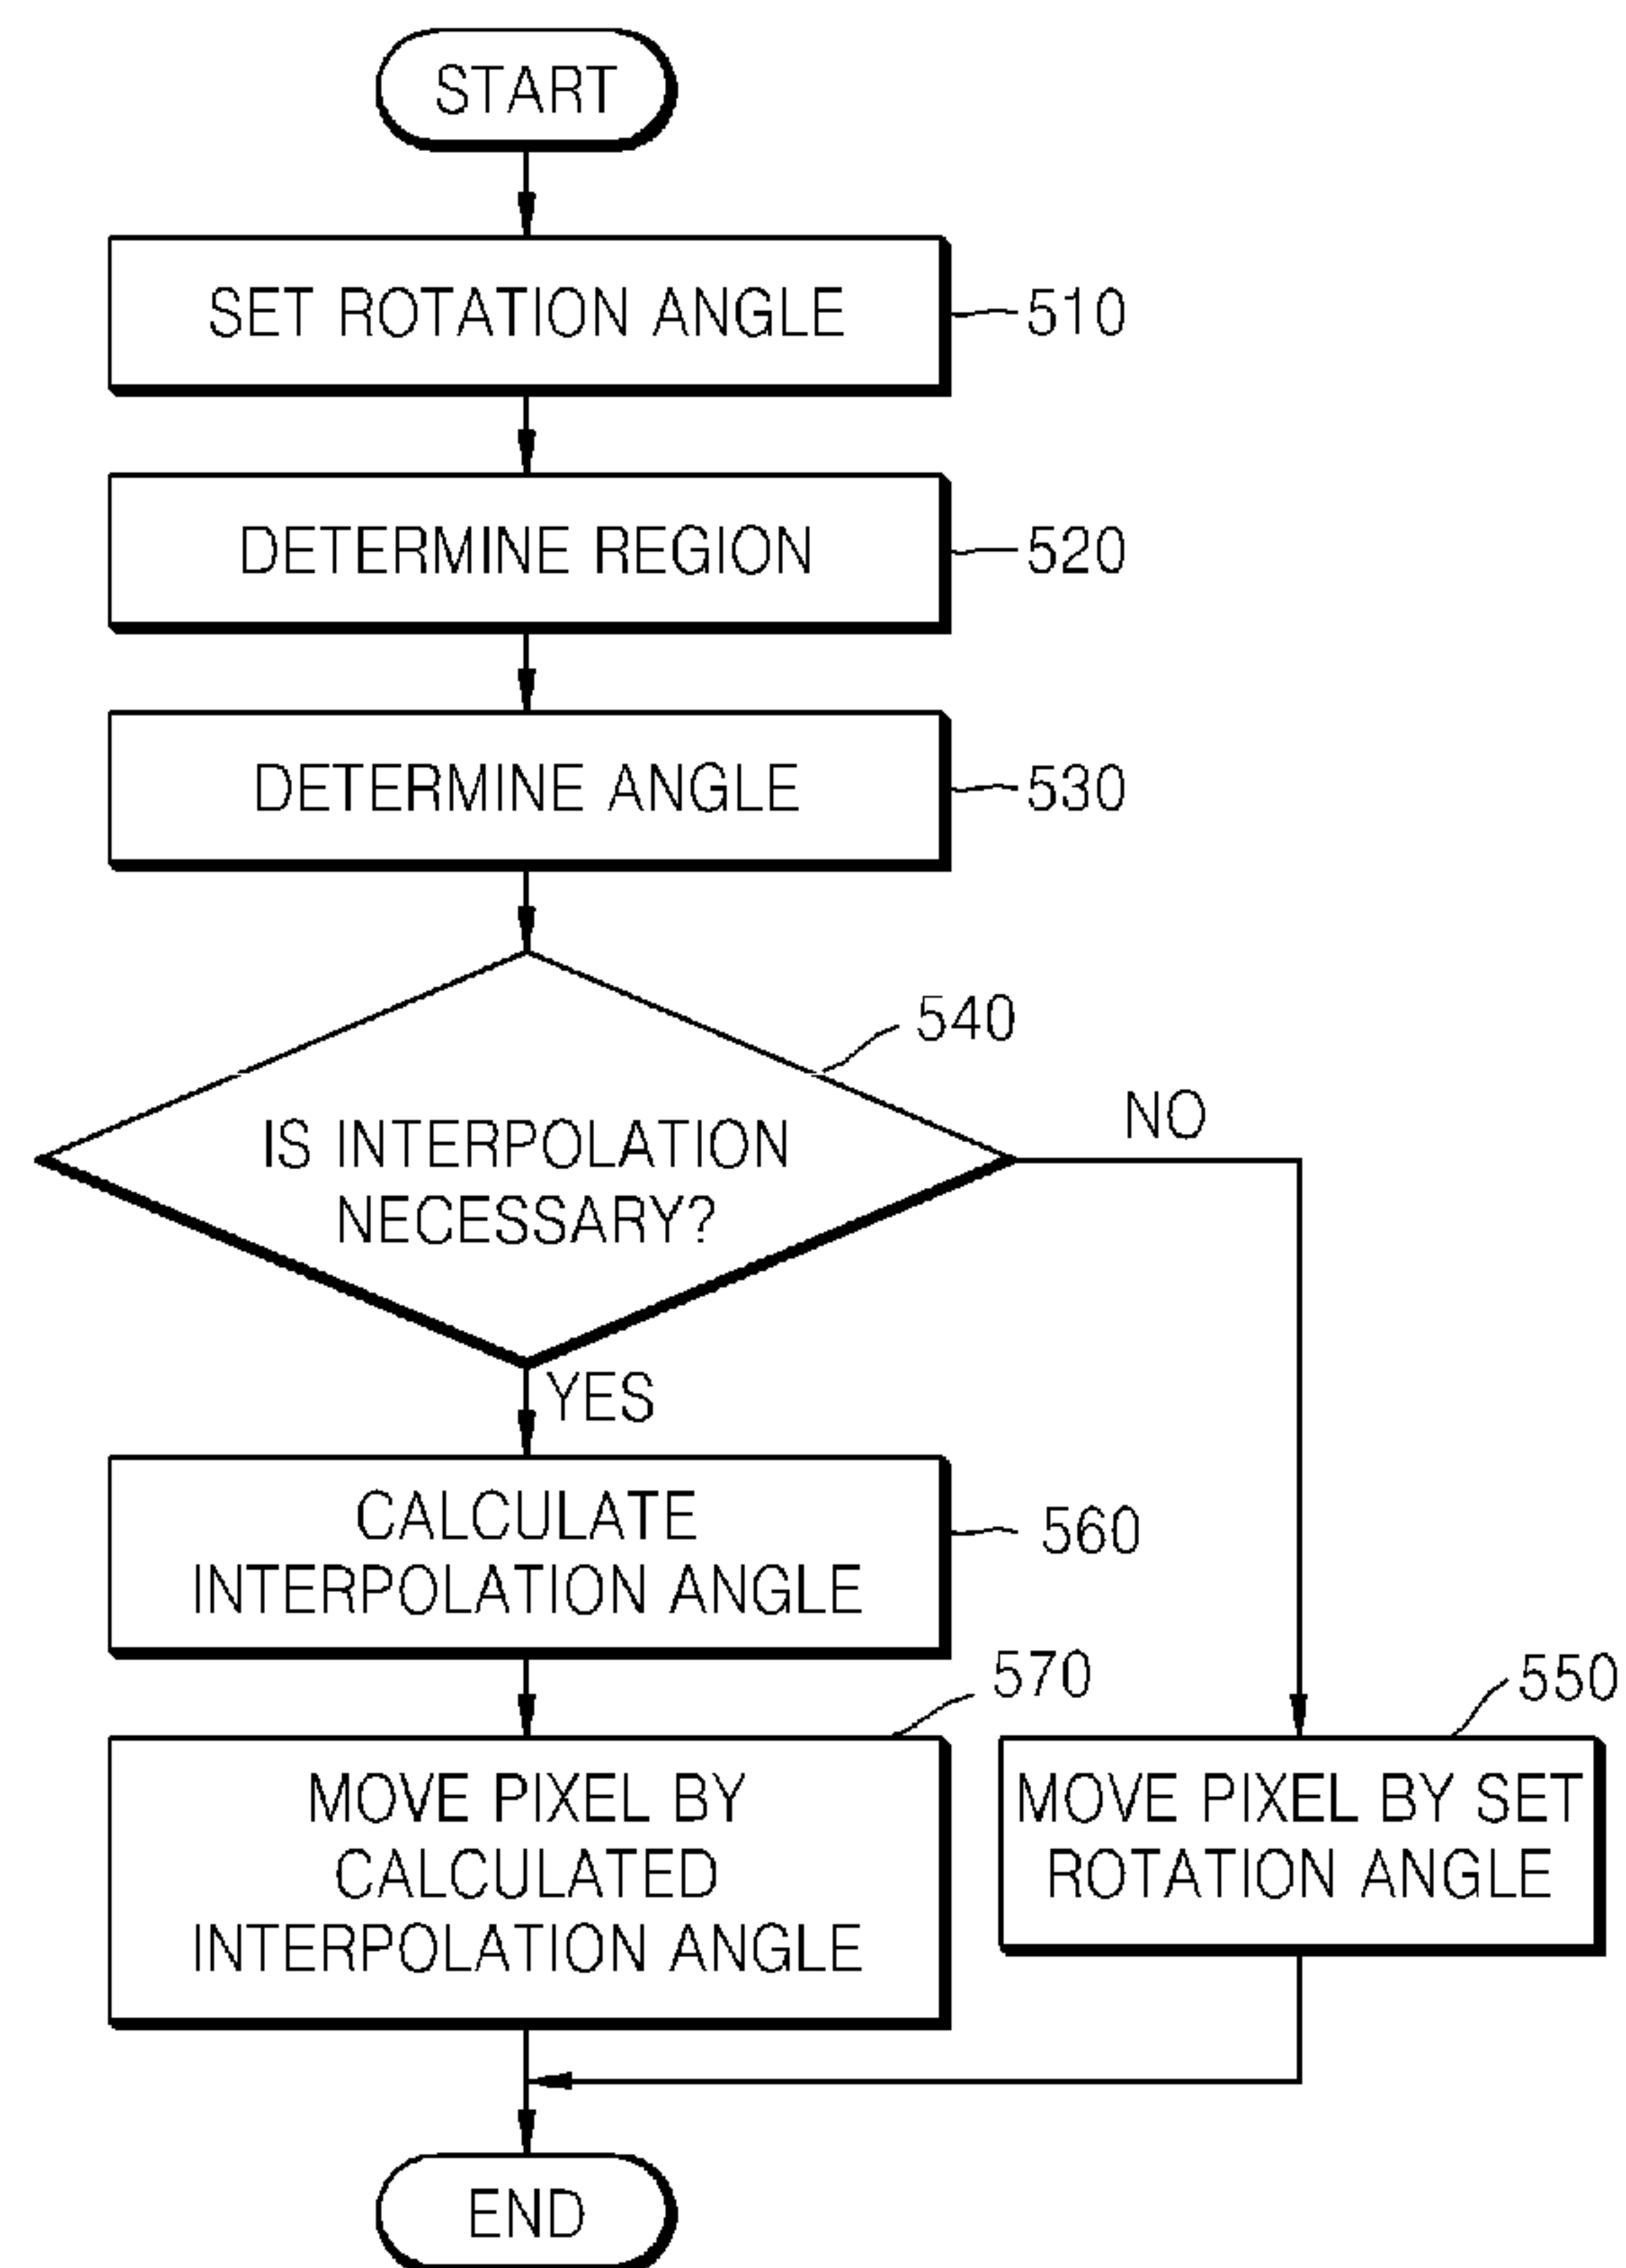 START
SET ROTATION ANGLE
510
DETERMINE REGION
520
DETERMINE ANGLE
530
540
IS INTERPOLATION
NECESSARY?
NO
YES
CALCULATE
INTERPOLATION ANGLE
560
570
MOVE PIXEL BY
CALCULATED
INTERPOLATION ANGLE
550
MOVE PIXEL BY SET
ROTATION ANGLE
END